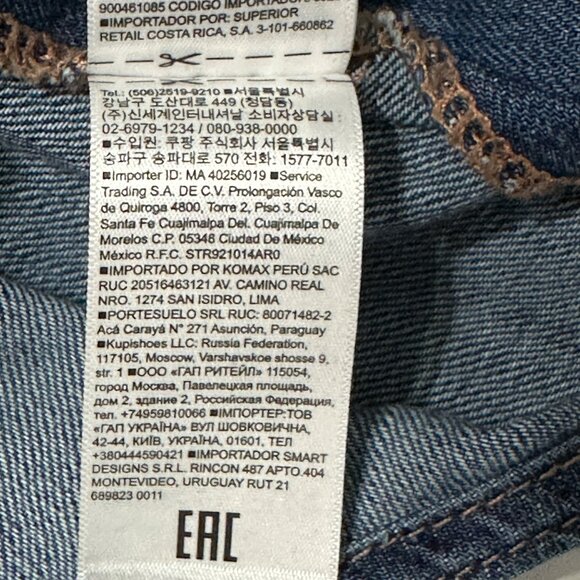 900461085 CODIGO IMPORTADOR
■IMPORTADOR POR: SUPERIOR
RETAIL COSTA RICA, S.A. 3-101-660862
Tel.: (506)2519-9210 ■서울특별시
강남구 도산대로 449 (청담동)
(주)신세계인터내셔날 소비자상담실:
02-6979-1234 / 080-938-0000
■수입원: 쿠팡 주식회사 서울특별시
송파구 송파대로 570 전화: 1577-7011
■Importer ID: MA 40256019 ■Service
Trading S.A. DE C.V. Prolongación Vasco
de Quiroga 4800, Torre 2, Piso 3, Col.
Santa Fe Cuajimalpa Del. Cuajimalpa De
Morelos C.P. 05348 Ciudad De México
México R.F.C. STR921014AR0
■IMPORTADO POR KOMAX PERÚ SAC
RUC 20516463121 AV. CAMINO REAL
NRO. 1274 SAN ISIDRO, LIMA
■PORTESUELO SRL RUC: 80071482-2
Acá Carayá N° 271 Asunción, Paraguay
■Kupishoes LLC: Russia Federation,
117105, Moscow, Varshavskoe shosse 9,
str. 1 ■ООО «ГАП РИТЕЙЛ» 115054,
город Москва, Павелецкая площадь,
дом 2, здание 2, Российская Федерация,
тел. +74959810066 ■ІМПОРТЕР:ТОВ
«ГАП УКРАЇНА» ВУЛ ШОВКОВИЧНА,
42-44, КИЇВ, УКРАЇНА, 01601, ТЕЛ
+380444590421 ■IMPORTADOR SMART
DESIGNS S.R.L. RINCON 487 APTO.404
MONTEVIDEO, URUGUAY RUT 21
689823 0011
EAC